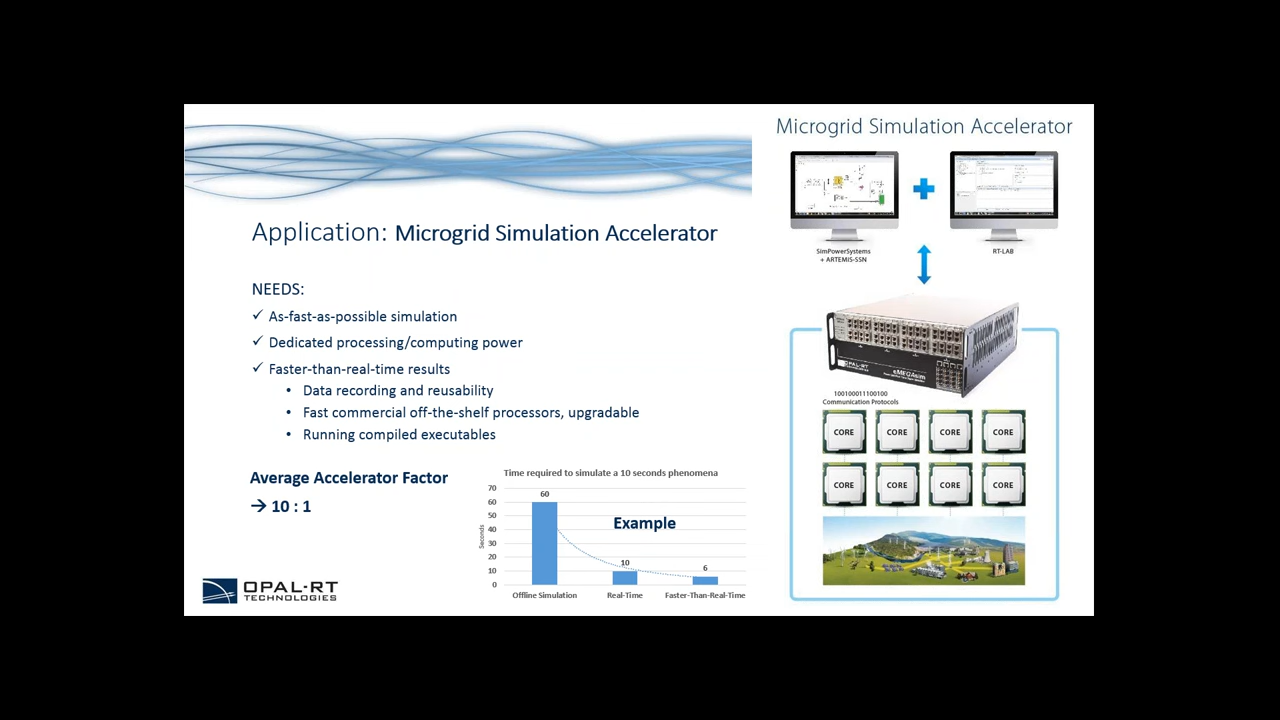 Microgrid Simulation Accelerator
SimPowerSystems
+ ARTEMIS-SSN
RT-LAB
Application: Microgrid Simulation Accelerator
NEEDS:
✓ As-fast-as-possible simulation
✓ Dedicated processing/computing power
✓ Faster-than-real-time results
• Data recording and reusability
• Fast commercial off-the-shelf processors, upgradable
• Running compiled executables
Average Accelerator Factor
→ 10 : 1
Time required to simulate a 10 seconds phenomena
Seconds
70
60
50
40
30
20
10
0
60
10
6
Example
Offline Simulation
Real-Time
Faster-Than-Real-Time
OPAL-RT
TECHNOLOGIES
OPAL-RT
eMEGAsim
100100011100100
Communication Protocols
CORE CORE CORE CORE
CORE CORE CORE CORE